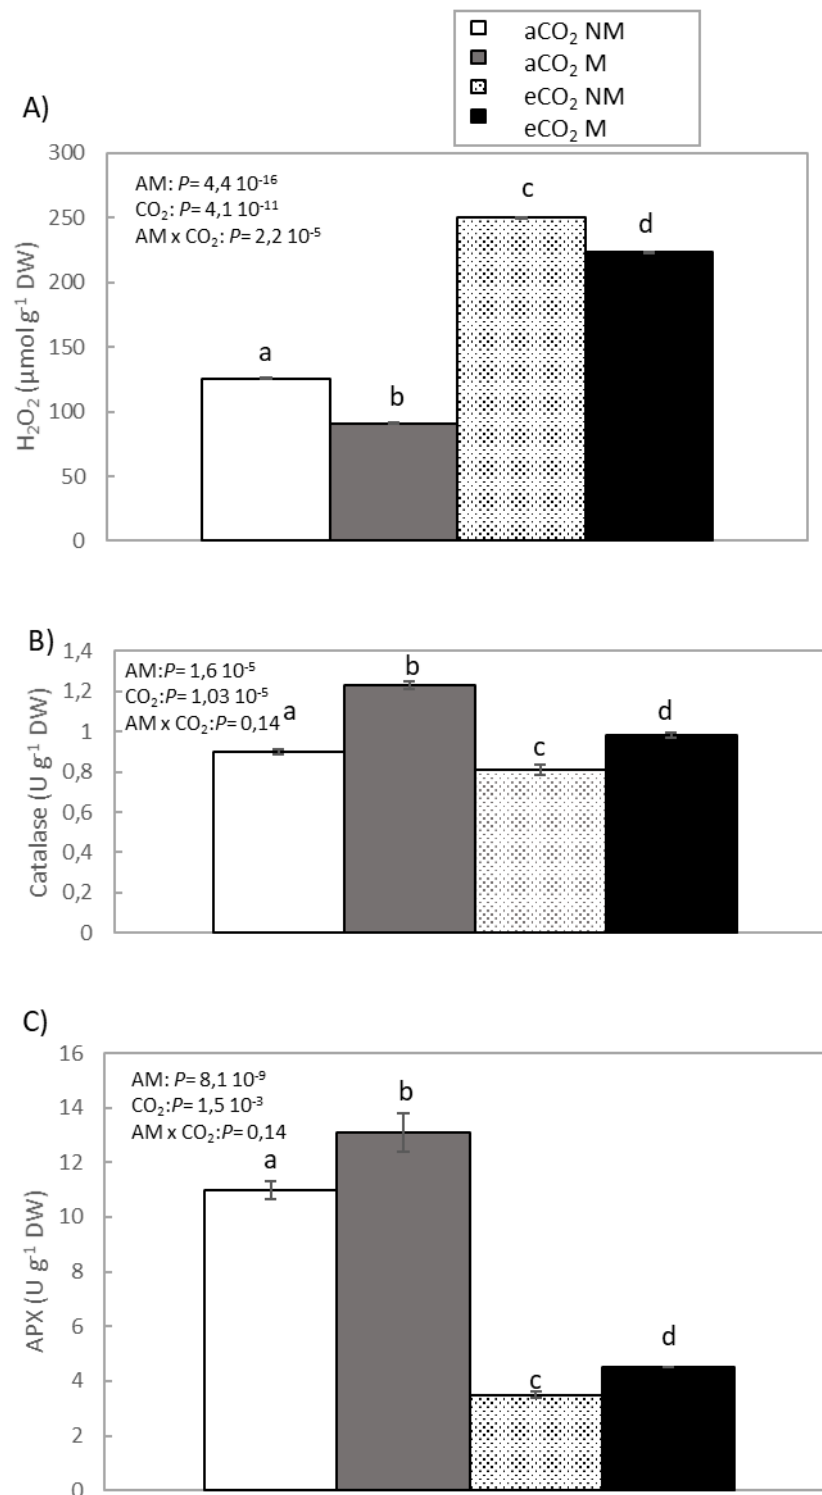 aCO₂ NM
aCO₂ M
eCO₂ NM
eCO₂ M
A)
300
250
200
150
100
50
0
H₂O₂ (µmol g⁻¹ DW)
AM: P= 4,4 10⁻¹⁶
CO₂: P= 4,1 10⁻¹¹
AM x CO₂: P= 2,2 10⁻⁵
a
b
c
d
B)
1,4
1,2
1
0,8
0,6
0,4
0,2
0
Catalase (U g⁻¹ DW)
AM:P= 1,6 10⁻⁵
CO₂:P= 1,03 10⁻⁵
AM x CO₂:P= 0,14
a
b
c
d
C)
16
14
12
10
8
6
4
2
0
APX (U g⁻¹ DW)
AM: P= 8,1 10⁻⁹
CO₂:P= 1,5 10⁻³
AM x CO₂:P= 0,14
a
b
c
d